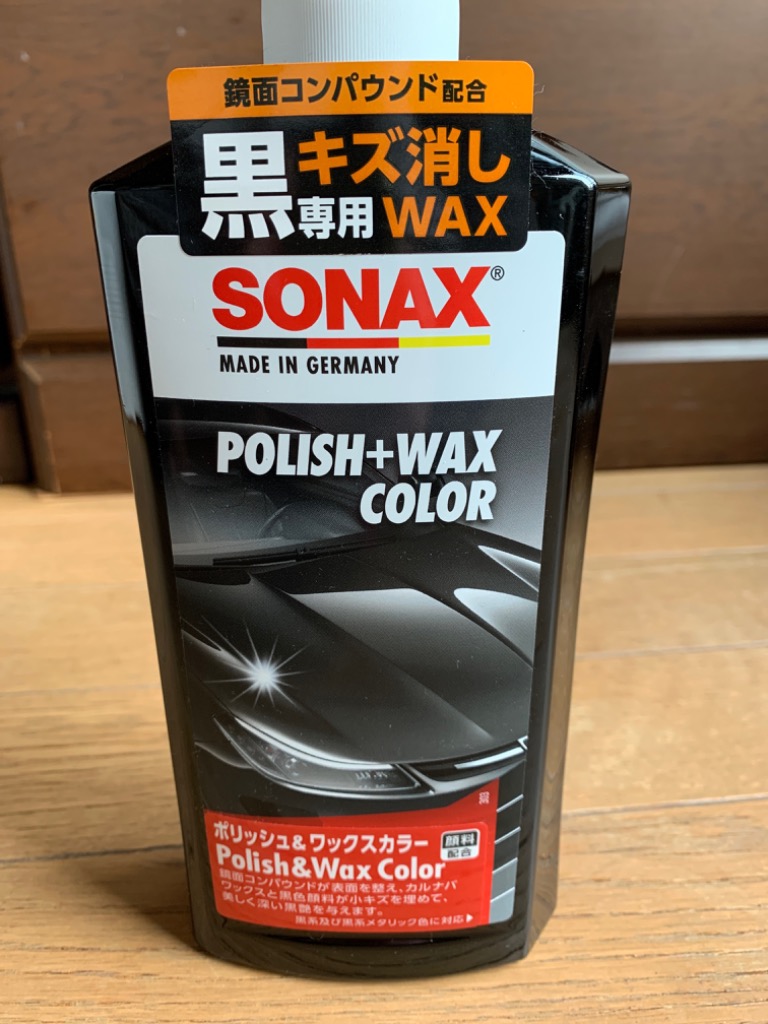 鏡面コンパウンド配合
黒専用
キズ消し
WAX
SONAX®
MADE IN GERMANY
POLISH+WAX
COLOR
303
ポリッシュ&ワックスカラー
顔料
配合
Polish&Wax Color
鏡面コンパウンドが表面を整え、カルナバ
ワックスと黒色顔料が小キズを埋めて、
美しく深い黒艶を与えます。
黒系及び黒系メタリック色に対応▶